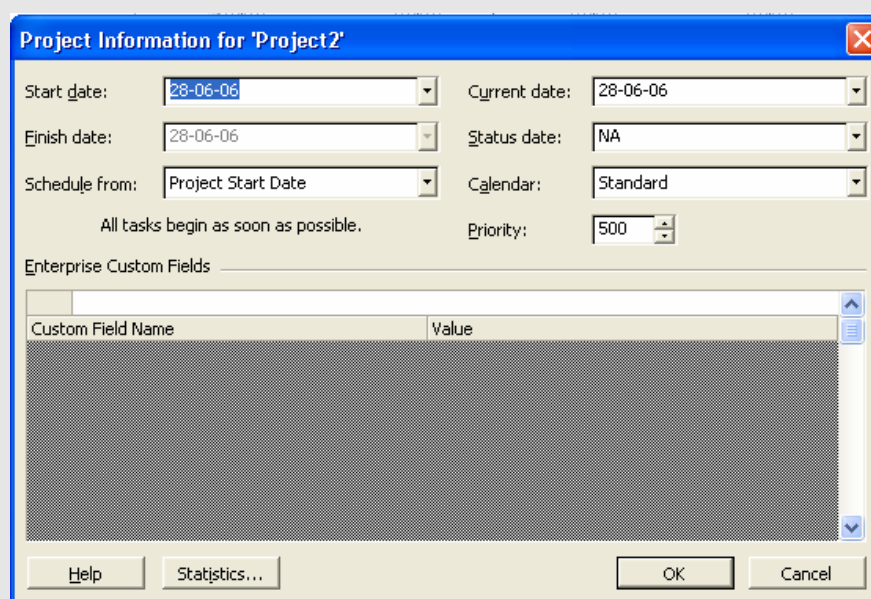 Project Information for 'Project2'
Start date: 28-06-06 Current date: 28-06-06
Finish date: 28-06-06 Status date: NA
Schedule from: Project Start Date Calendar: Standard
All tasks begin as soon as possible. Priority: 500
Enterprise Custom Fields
Custom Field Name Value
Help Statistics... OK Cancel